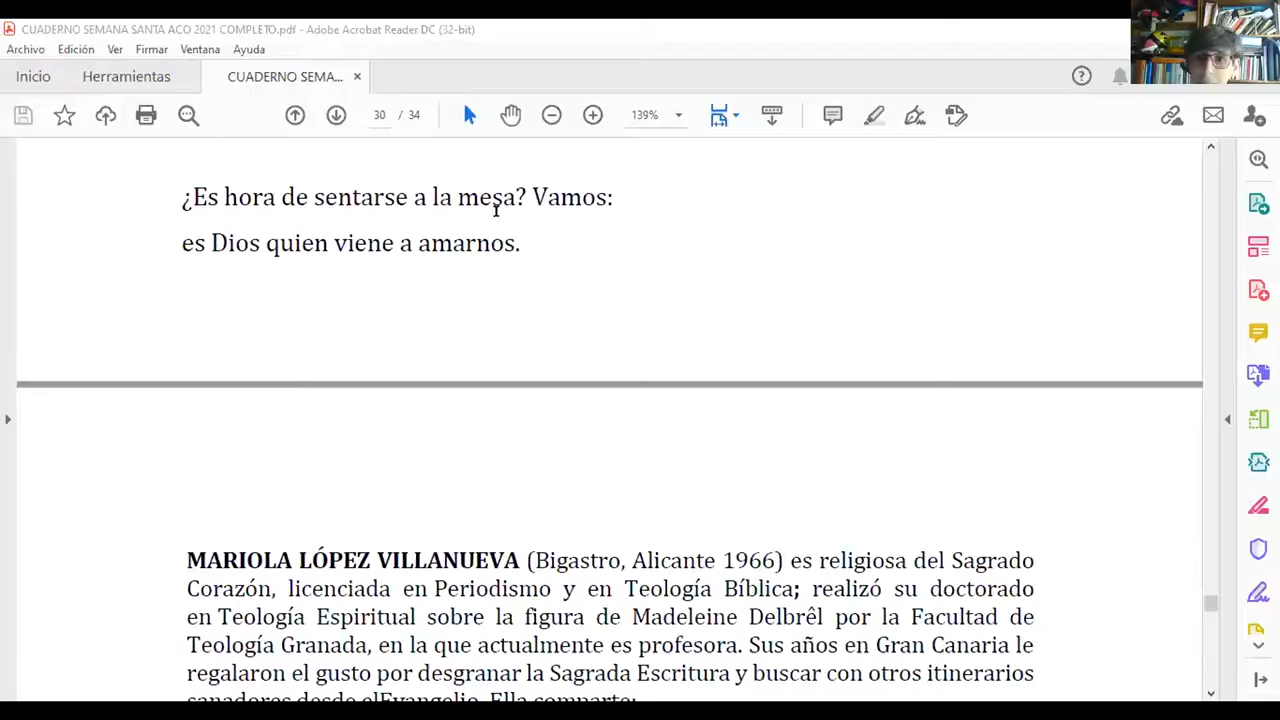 CUADERNO SEMANA SANTA ACO 2021 COMPLETO.pdf - Adobe Acrobat Reader DC (32-bit)
Archivo Edición Ver Firmar Ventana Ayuda
Inicio Herramientas CUADERNO SEMA... ×
30 / 34 139%
¿Es hora de sentarse a la mesa? Vamos:
es Dios quien viene a amarnos.
MARIOLA LÓPEZ VILLANUEVA (Bigastro, Alicante 1966) es religiosa del Sagrado
Corazón, licenciada en Periodismo y en Teología Bíblica; realizó su doctorado
en Teología Espiritual sobre la figura de Madeleine Delbrêl por la Facultad de
Teología Granada, en la que actualmente es profesora. Sus años en Gran Canaria le
regalaron el gusto por desgranar la Sagrada Escritura y buscar con otros itinerarios
sanadores desde elEvangelio. Ella comparte: